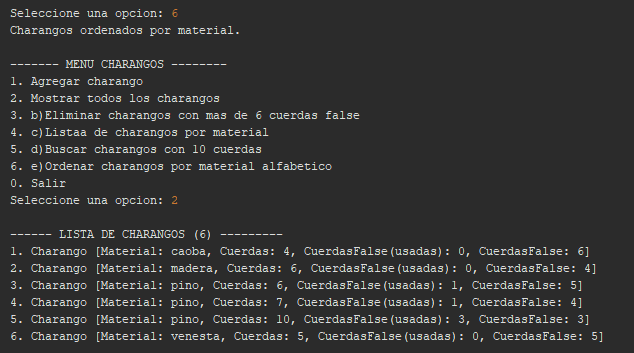 Seleccione una opcion: 6
Charangos ordenados por material.
------- MENU CHARANGOS --------
1. Agregar charango
2. Mostrar todos los charangos
3. b)Eliminar charangos con mas de 6 cuerdas false
4. c)Listaa de charangos por material
5. d)Buscar charangos con 10 cuerdas
6. e)Ordenar charangos por material alfabetico
0. Salir
Seleccione una opcion: 2
------ LISTA DE CHARANGOS (6) ---------
1. Charango [Material: caoba, Cuerdas: 4, CuerdasFalse(usadas): 0, CuerdasFalse: 6]
2. Charango [Material: madera, Cuerdas: 6, CuerdasFalse(usadas): 0, CuerdasFalse: 4]
3. Charango [Material: pino, Cuerdas: 6, CuerdasFalse(usadas): 1, CuerdasFalse: 5]
4. Charango [Material: pino, Cuerdas: 7, CuerdasFalse(usadas): 1, CuerdasFalse: 4]
5. Charango [Material: pino, Cuerdas: 10, CuerdasFalse(usadas): 3, CuerdasFalse: 3]
6. Charango [Material: venesta, Cuerdas: 5, CuerdasFalse(usadas): 0, CuerdasFalse: 5]